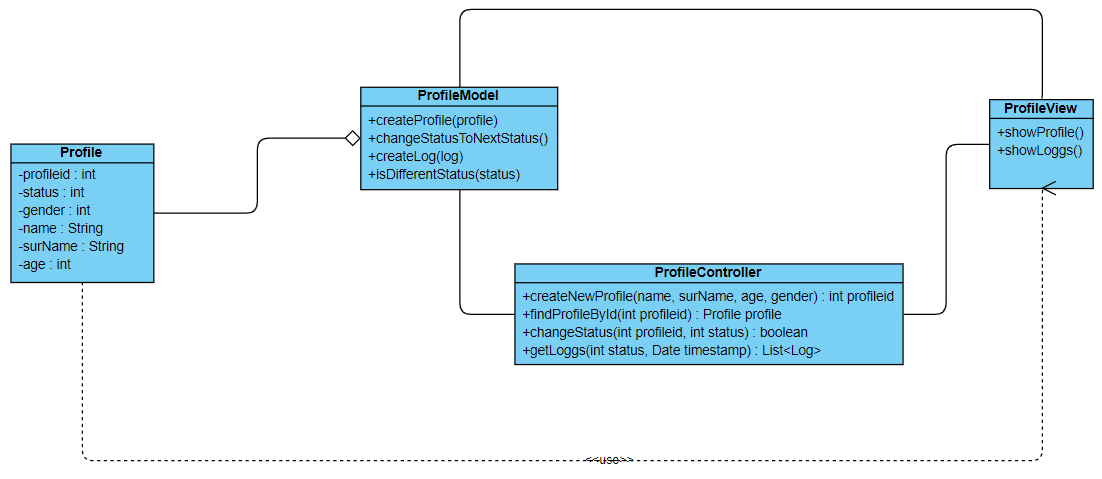 ProfileModel
+createProfile(profile)
+changeStatusToNextStatus()
+createLog(log)
+isDifferentStatus(status)
ProfileView
+showProfile()
+showLoggs()
Profile
-profileid : int
-status : int
-gender : int
-name : String
-surName : String
-age : int
ProfileController
+createNewProfile(name, surName, age, gender) : int profileid
+findProfileById(int profileid) : Profile profile
+changeStatus(int profileid, int status) : boolean
+getLoggs(int status, Date timestamp) : List<Log>
<<use>>